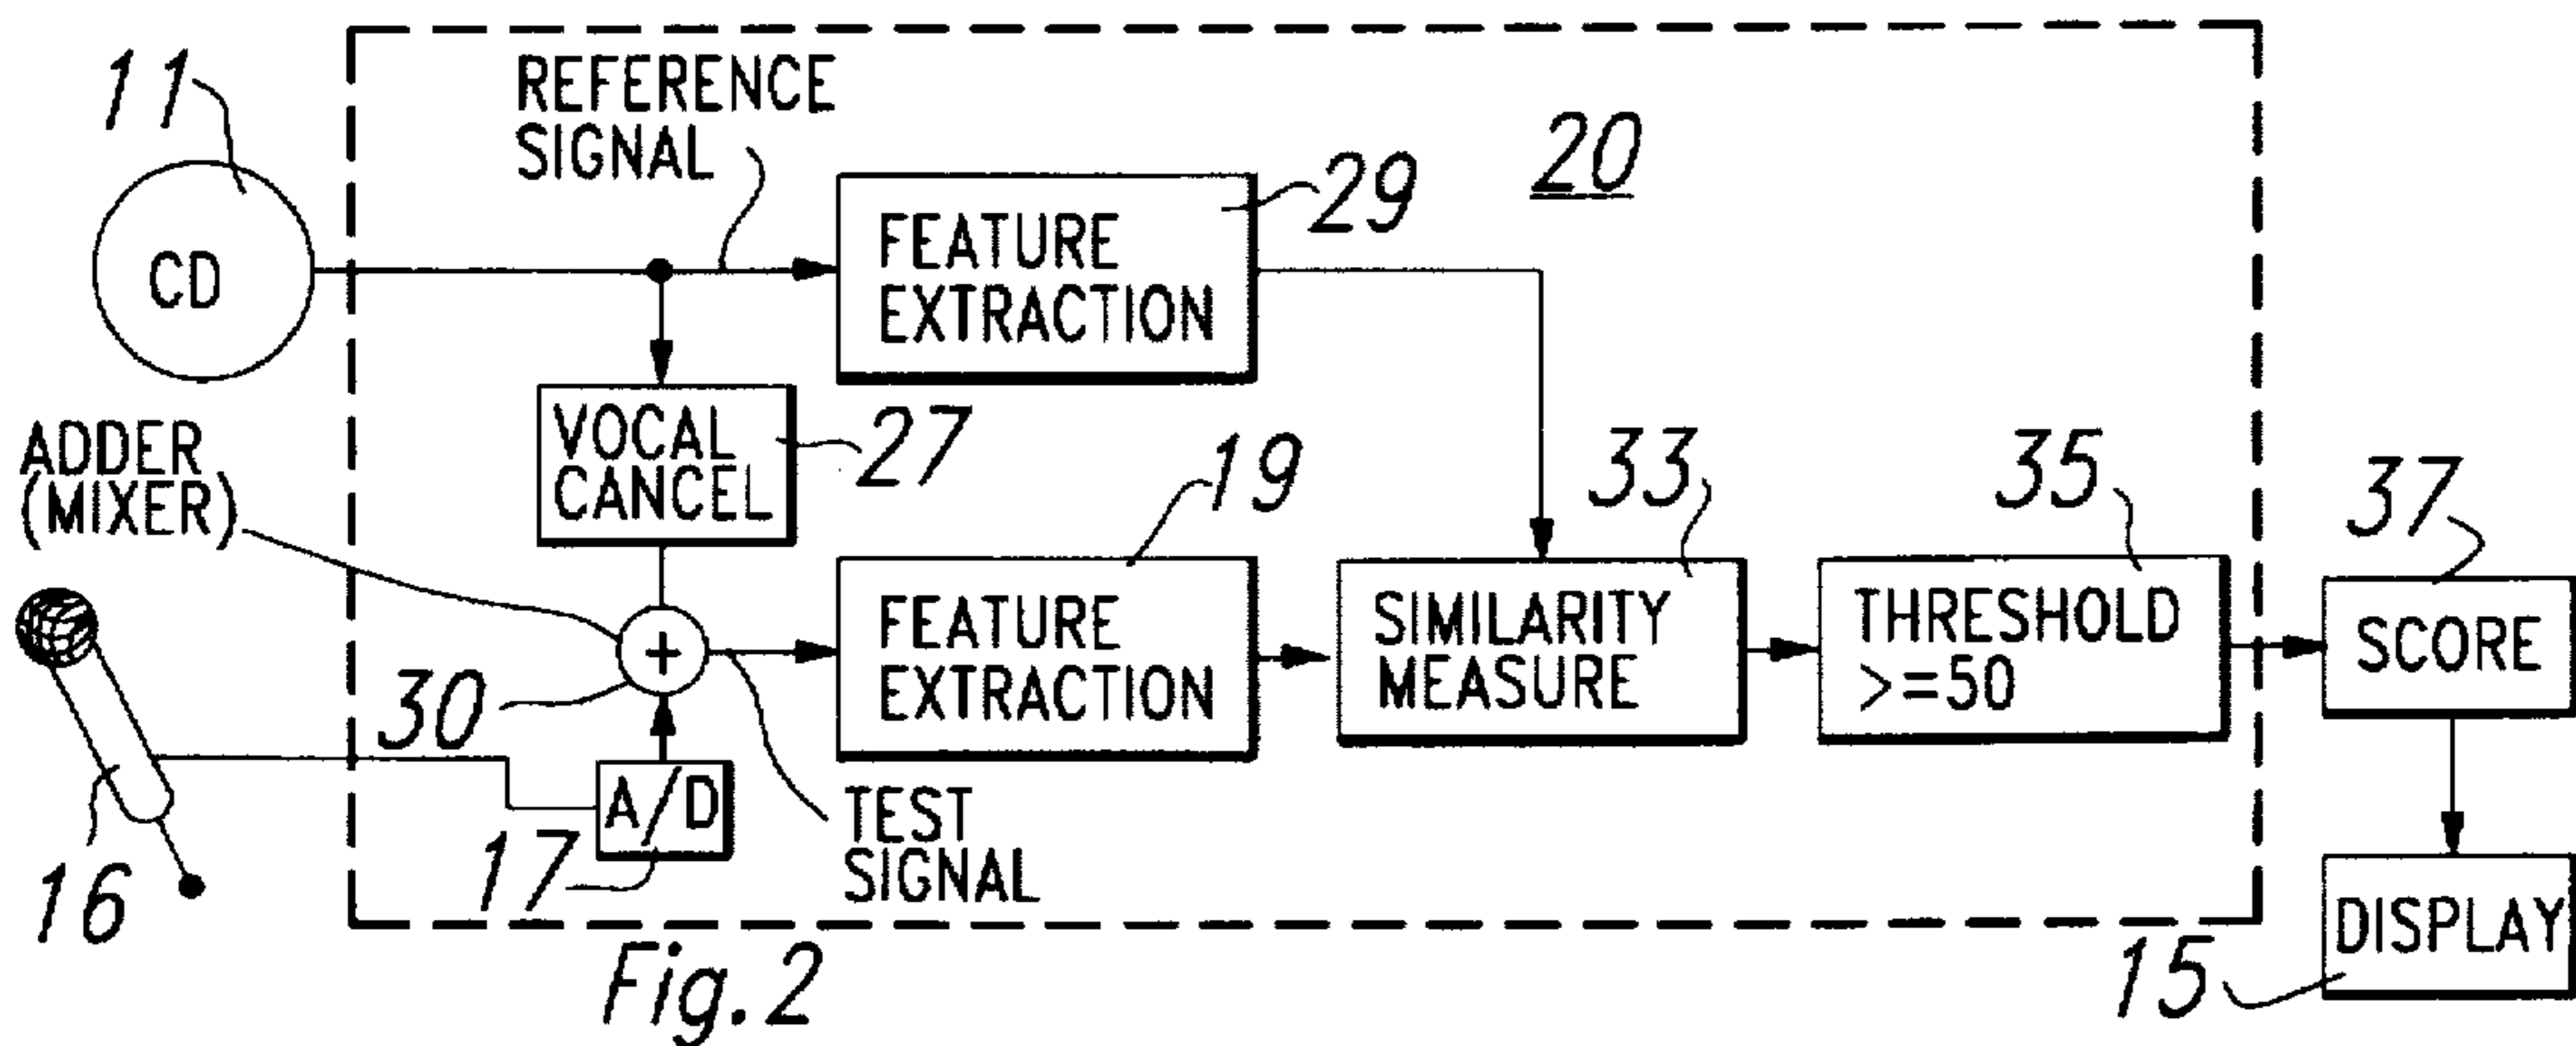 11
REFERENCE
SIGNAL
20
29
CD
FEATURE
EXTRACTION
VOCAL
CANCEL
27
ADDER
(MIXER)
19
33
35
37
FEATURE
EXTRACTION
SIMILARITY
MEASURE
THRESHOLD
>=50
SCORE
+
30
A/D
17
TEST
SIGNAL
16
DISPLAY
15
Fig.2